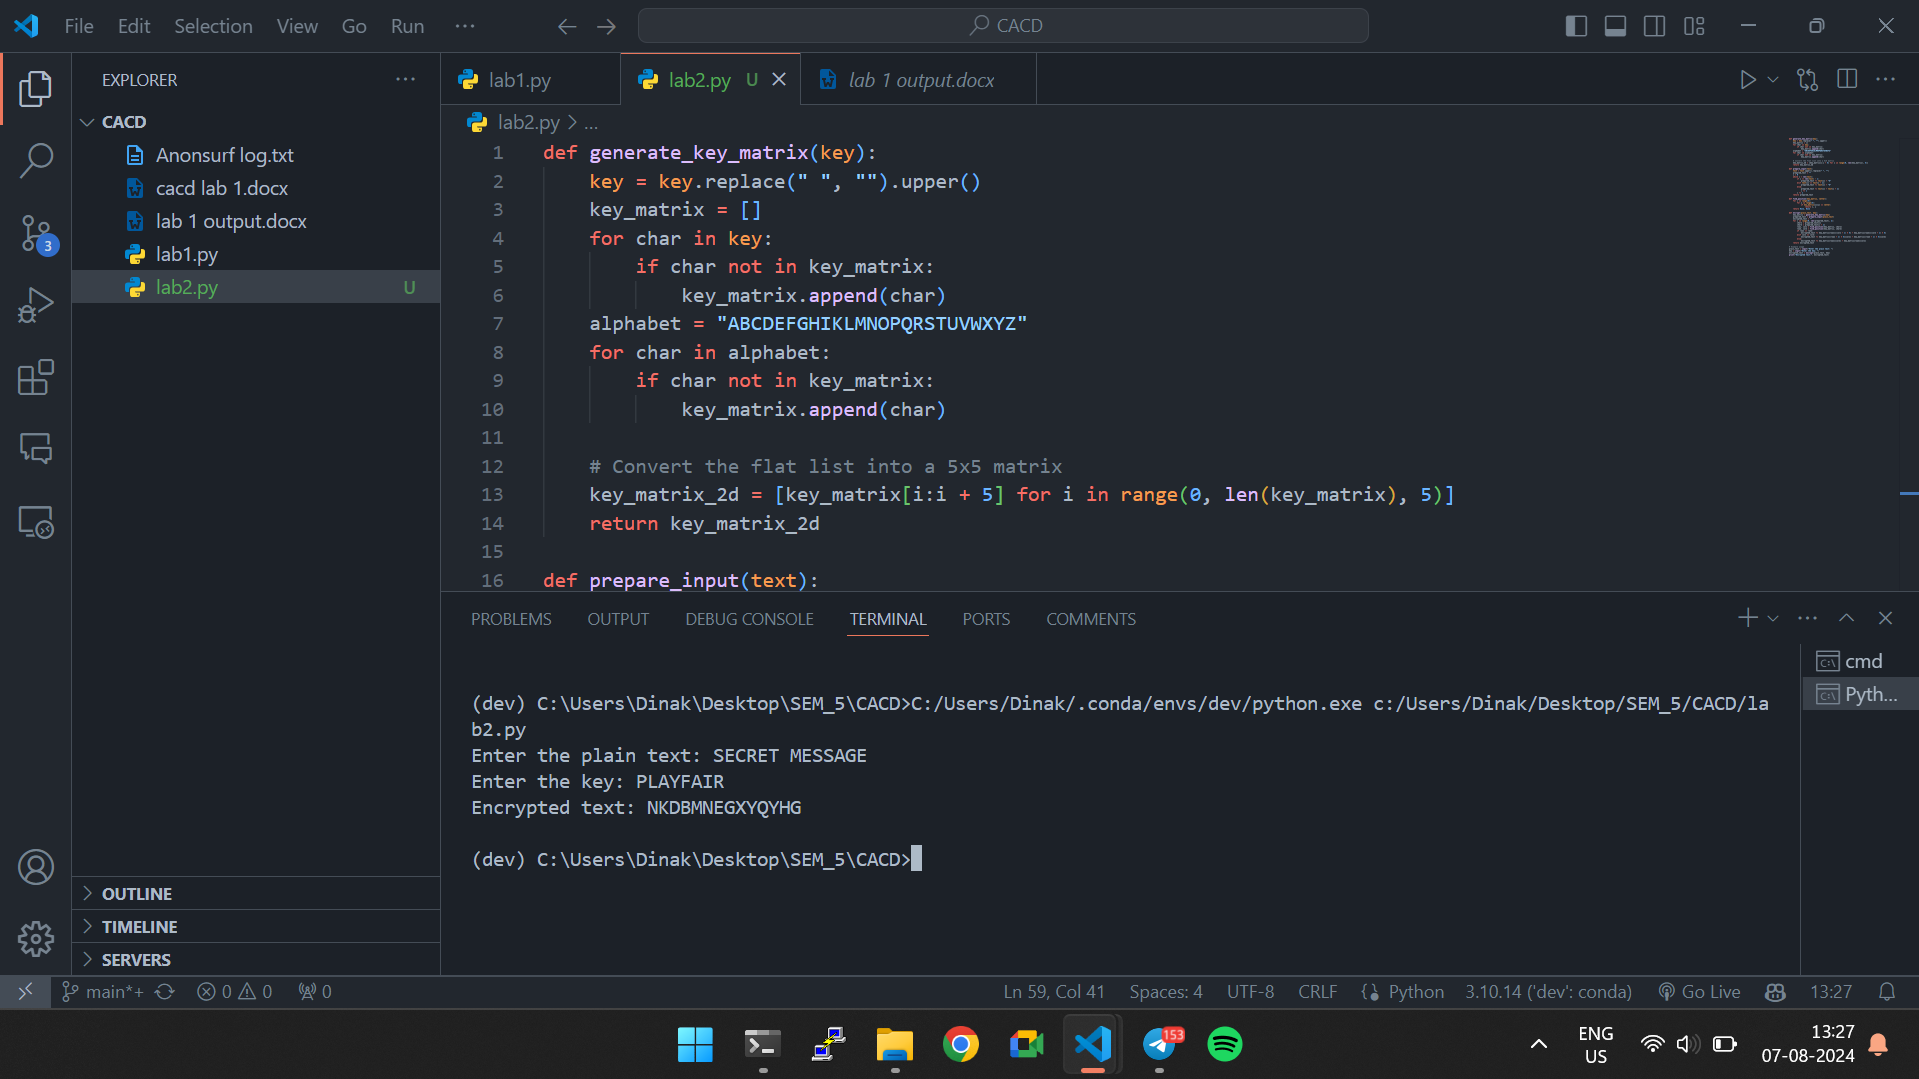 File Edit Selection View Go Run ...
CACD
EXPLORER
CACD
Anonsurf log.txt
cacd lab 1.docx
lab 1 output.docx
lab1.py
lab2.py U
3
OUTLINE
TIMELINE
SERVERS
lab1.py
lab2.py U
lab 1 output.docx
lab2.py > ...
1 def generate_key_matrix(key):
2 key = key.replace(" ", "").upper()
3 key_matrix = []
4 for char in key:
5 if char not in key_matrix:
6 key_matrix.append(char)
7 alphabet = "ABCDEFGHIKLMNOPQRSTUVWXYZ"
8 for char in alphabet:
9 if char not in key_matrix:
10 key_matrix.append(char)
11
12 # Convert the flat list into a 5x5 matrix
13 key_matrix_2d = [key_matrix[i:i + 5] for i in range(0, len(key_matrix), 5)]
14 return key_matrix_2d
15
16 def prepare_input(text):
PROBLEMS OUTPUT DEBUG CONSOLE TERMINAL PORTS COMMENTS
(dev) C:\Users\Dinak\Desktop\SEM_5\CACD>C:/Users/Dinak/.conda/envs/dev/python.exe c:/Users/Dinak/Desktop/SEM_5/CACD/la
b2.py
Enter the plain text: SECRET MESSAGE
Enter the key: PLAYFAIR
Encrypted text: NKDBMNEGXYQYHG
(dev) C:\Users\Dinak\Desktop\SEM_5\CACD>
cmd
Pyth...
main*+ 0 0 0
Ln 59, Col 41 Spaces: 4 UTF-8 CRLF Python 3.10.14 ('dev': conda) Go Live 13:27
153
ENG
US
13:27
07-08-2024